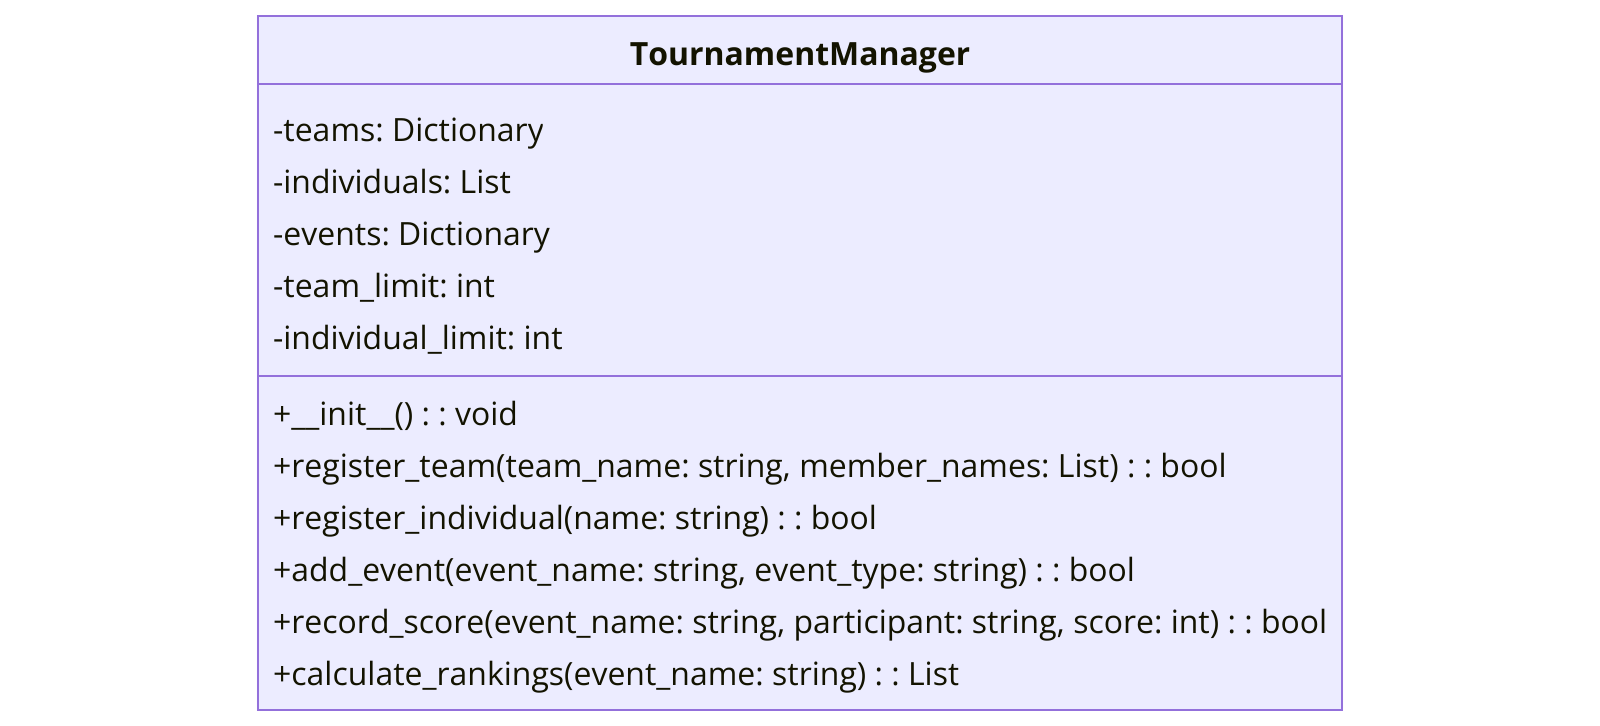 TournamentManager
-teams: Dictionary
-individuals: List
-events: Dictionary
-team_limit: int
-individual_limit: int
+__init__() : : void
+register_team(team_name: string, member_names: List) : : bool
+register_individual(name: string) : : bool
+add_event(event_name: string, event_type: string) : : bool
+record_score(event_name: string, participant: string, score: int) : : bool
+calculate_rankings(event_name: string) : : List